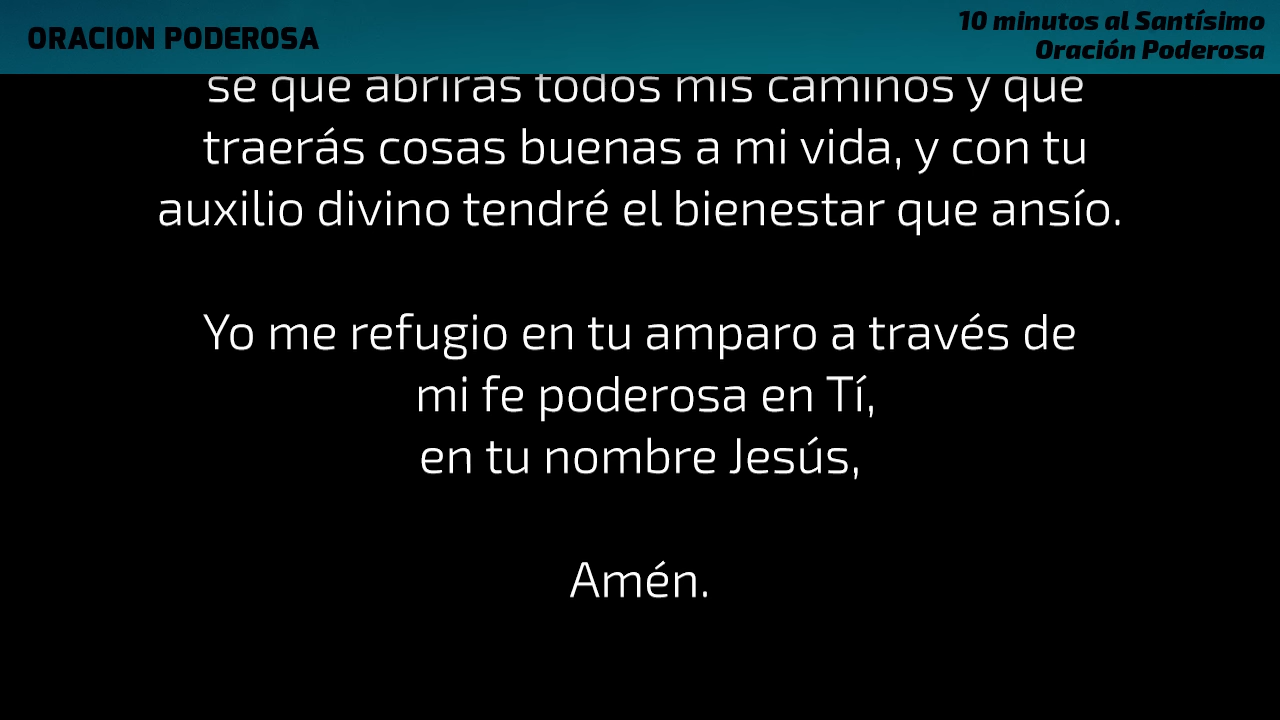 ORACION PODEROSA
10 minutos al Santísimo
Oración Poderosa
sé que abrirás todos mis caminos y que
traerás cosas buenas a mi vida, y con tu
auxilio divino tendré el bienestar que ansío.
Yo me refugio en tu amparo a través de
mi fe poderosa en Tí,
en tu nombre Jesús,
Amén.